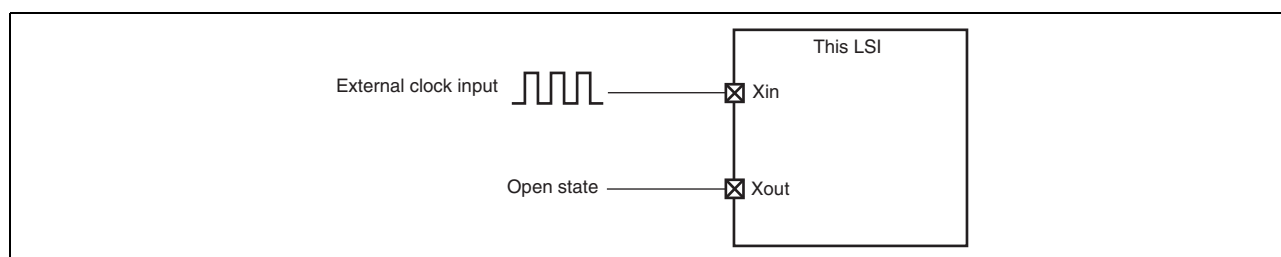 This LSI
External clock input
Xin
Open state
Xout